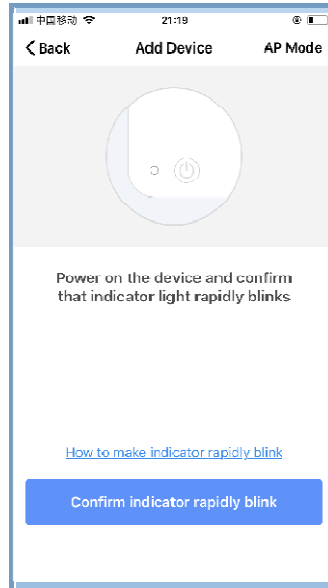 中国移动 21:19
Back Add Device AP Mode
Power on the device and confirm
that indicator light rapidly blinks
How to make indicator rapidly blink
Confirm indicator rapidly blink